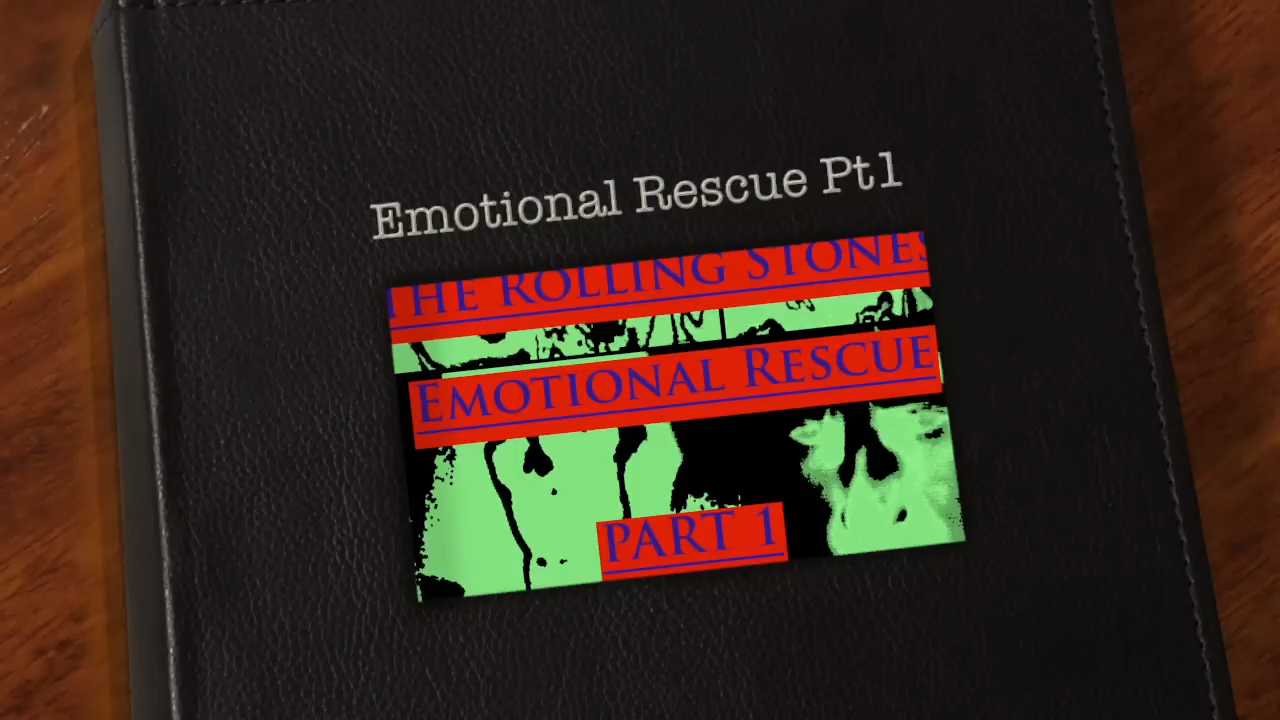 Emotional Rescue Pt1
THE ROLLING STONES
EMOTIONAL RESCUE
PART 1